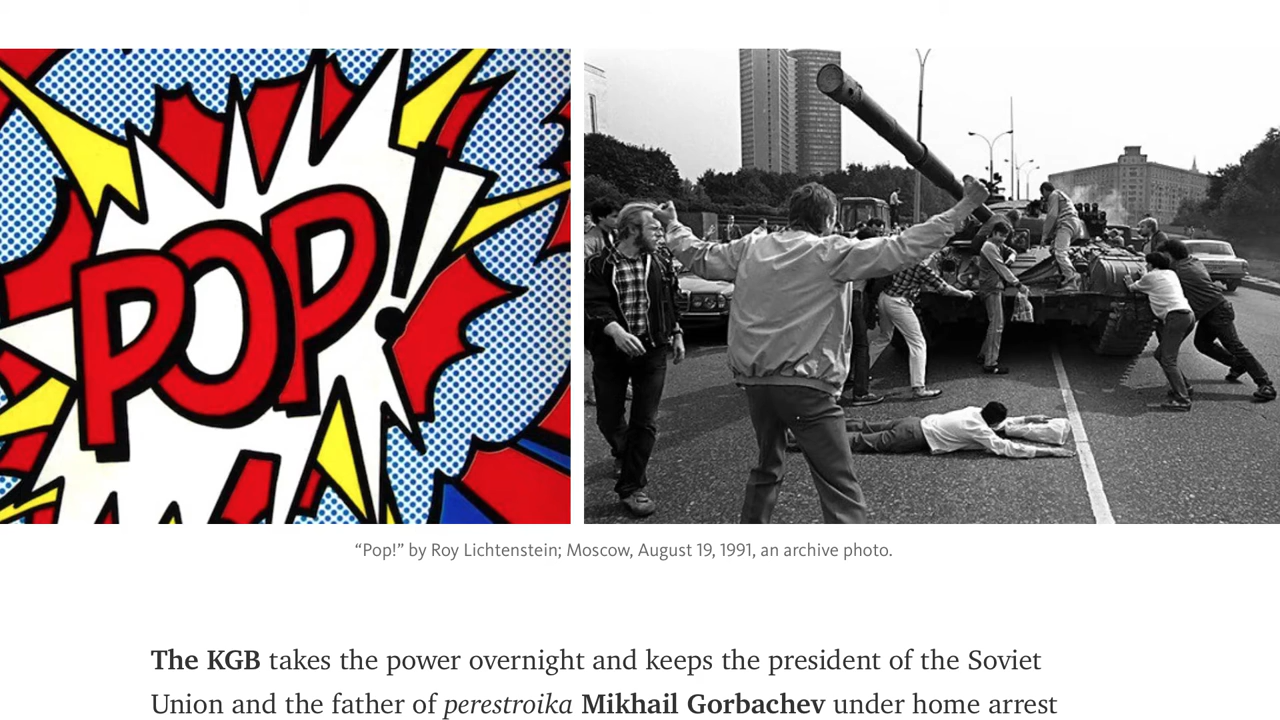 POP!
“Pop!” by Roy Lichtenstein; Moscow, August 19, 1991, an archive photo.
The KGB takes the power overnight and keeps the president of the Soviet
Union and the father of perestroika Mikhail Gorbachev under home arrest